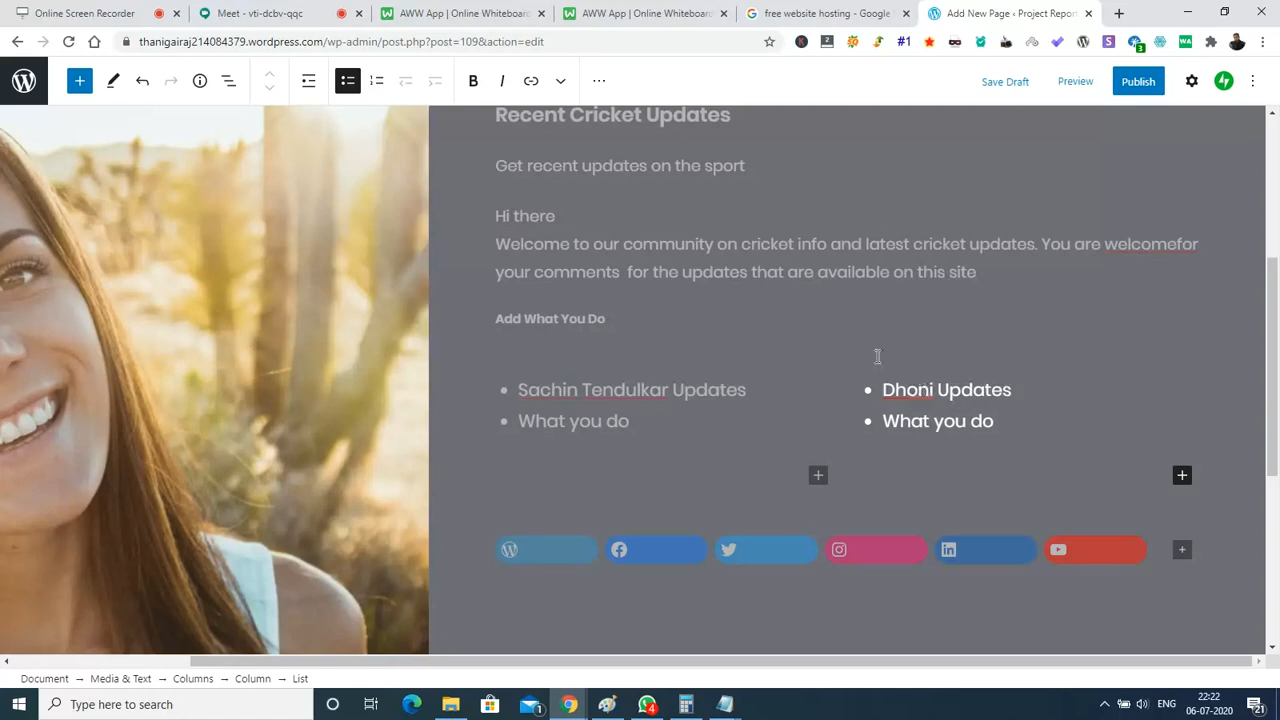 Online Screen Recorder
Meet - vti-dcbv-qqc
AWW App | Online Whiteboard
AWW App | Online Whiteboard
free website hosting - Google
Add New Page ‹ Project Report
thanigairaj214084379.wordpress.com/wp-admin/post.php?post=109&action=edit
#1
3
B I
Save Draft
Preview
Publish
Recent Cricket Updates
Get recent updates on the sport
Hi there
Welcome to our community on cricket info and latest cricket updates. You are welcomefor
your comments for the updates that are available on this site
Add What You Do
• Sachin Tendulkar Updates
• What you do
• Dhoni Updates
• What you do
Document → Media & Text → Columns → Column → List
Type here to search
1
4
ENG
22:22
06-07-2020
21